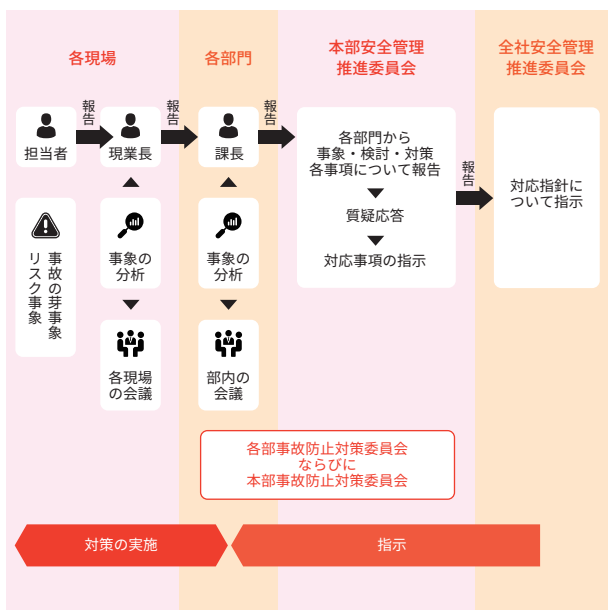 各現場
各部門
本部安全管理
推進委員会
全社安全管理
推進委員会
報告
報告
報告
担当者
現業長
課長
各部門から
事象・検討・対策
各事項について報告
質疑応答
対応事項の指示
報告
対応指針に
ついて指示
事故の芽事象
リスク事象
事象の
分析
事象の
分析
各現場
の会議
部内の
会議
各部事故防止対策委員会
ならびに
本部事故防止対策委員会
対策の実施
指示